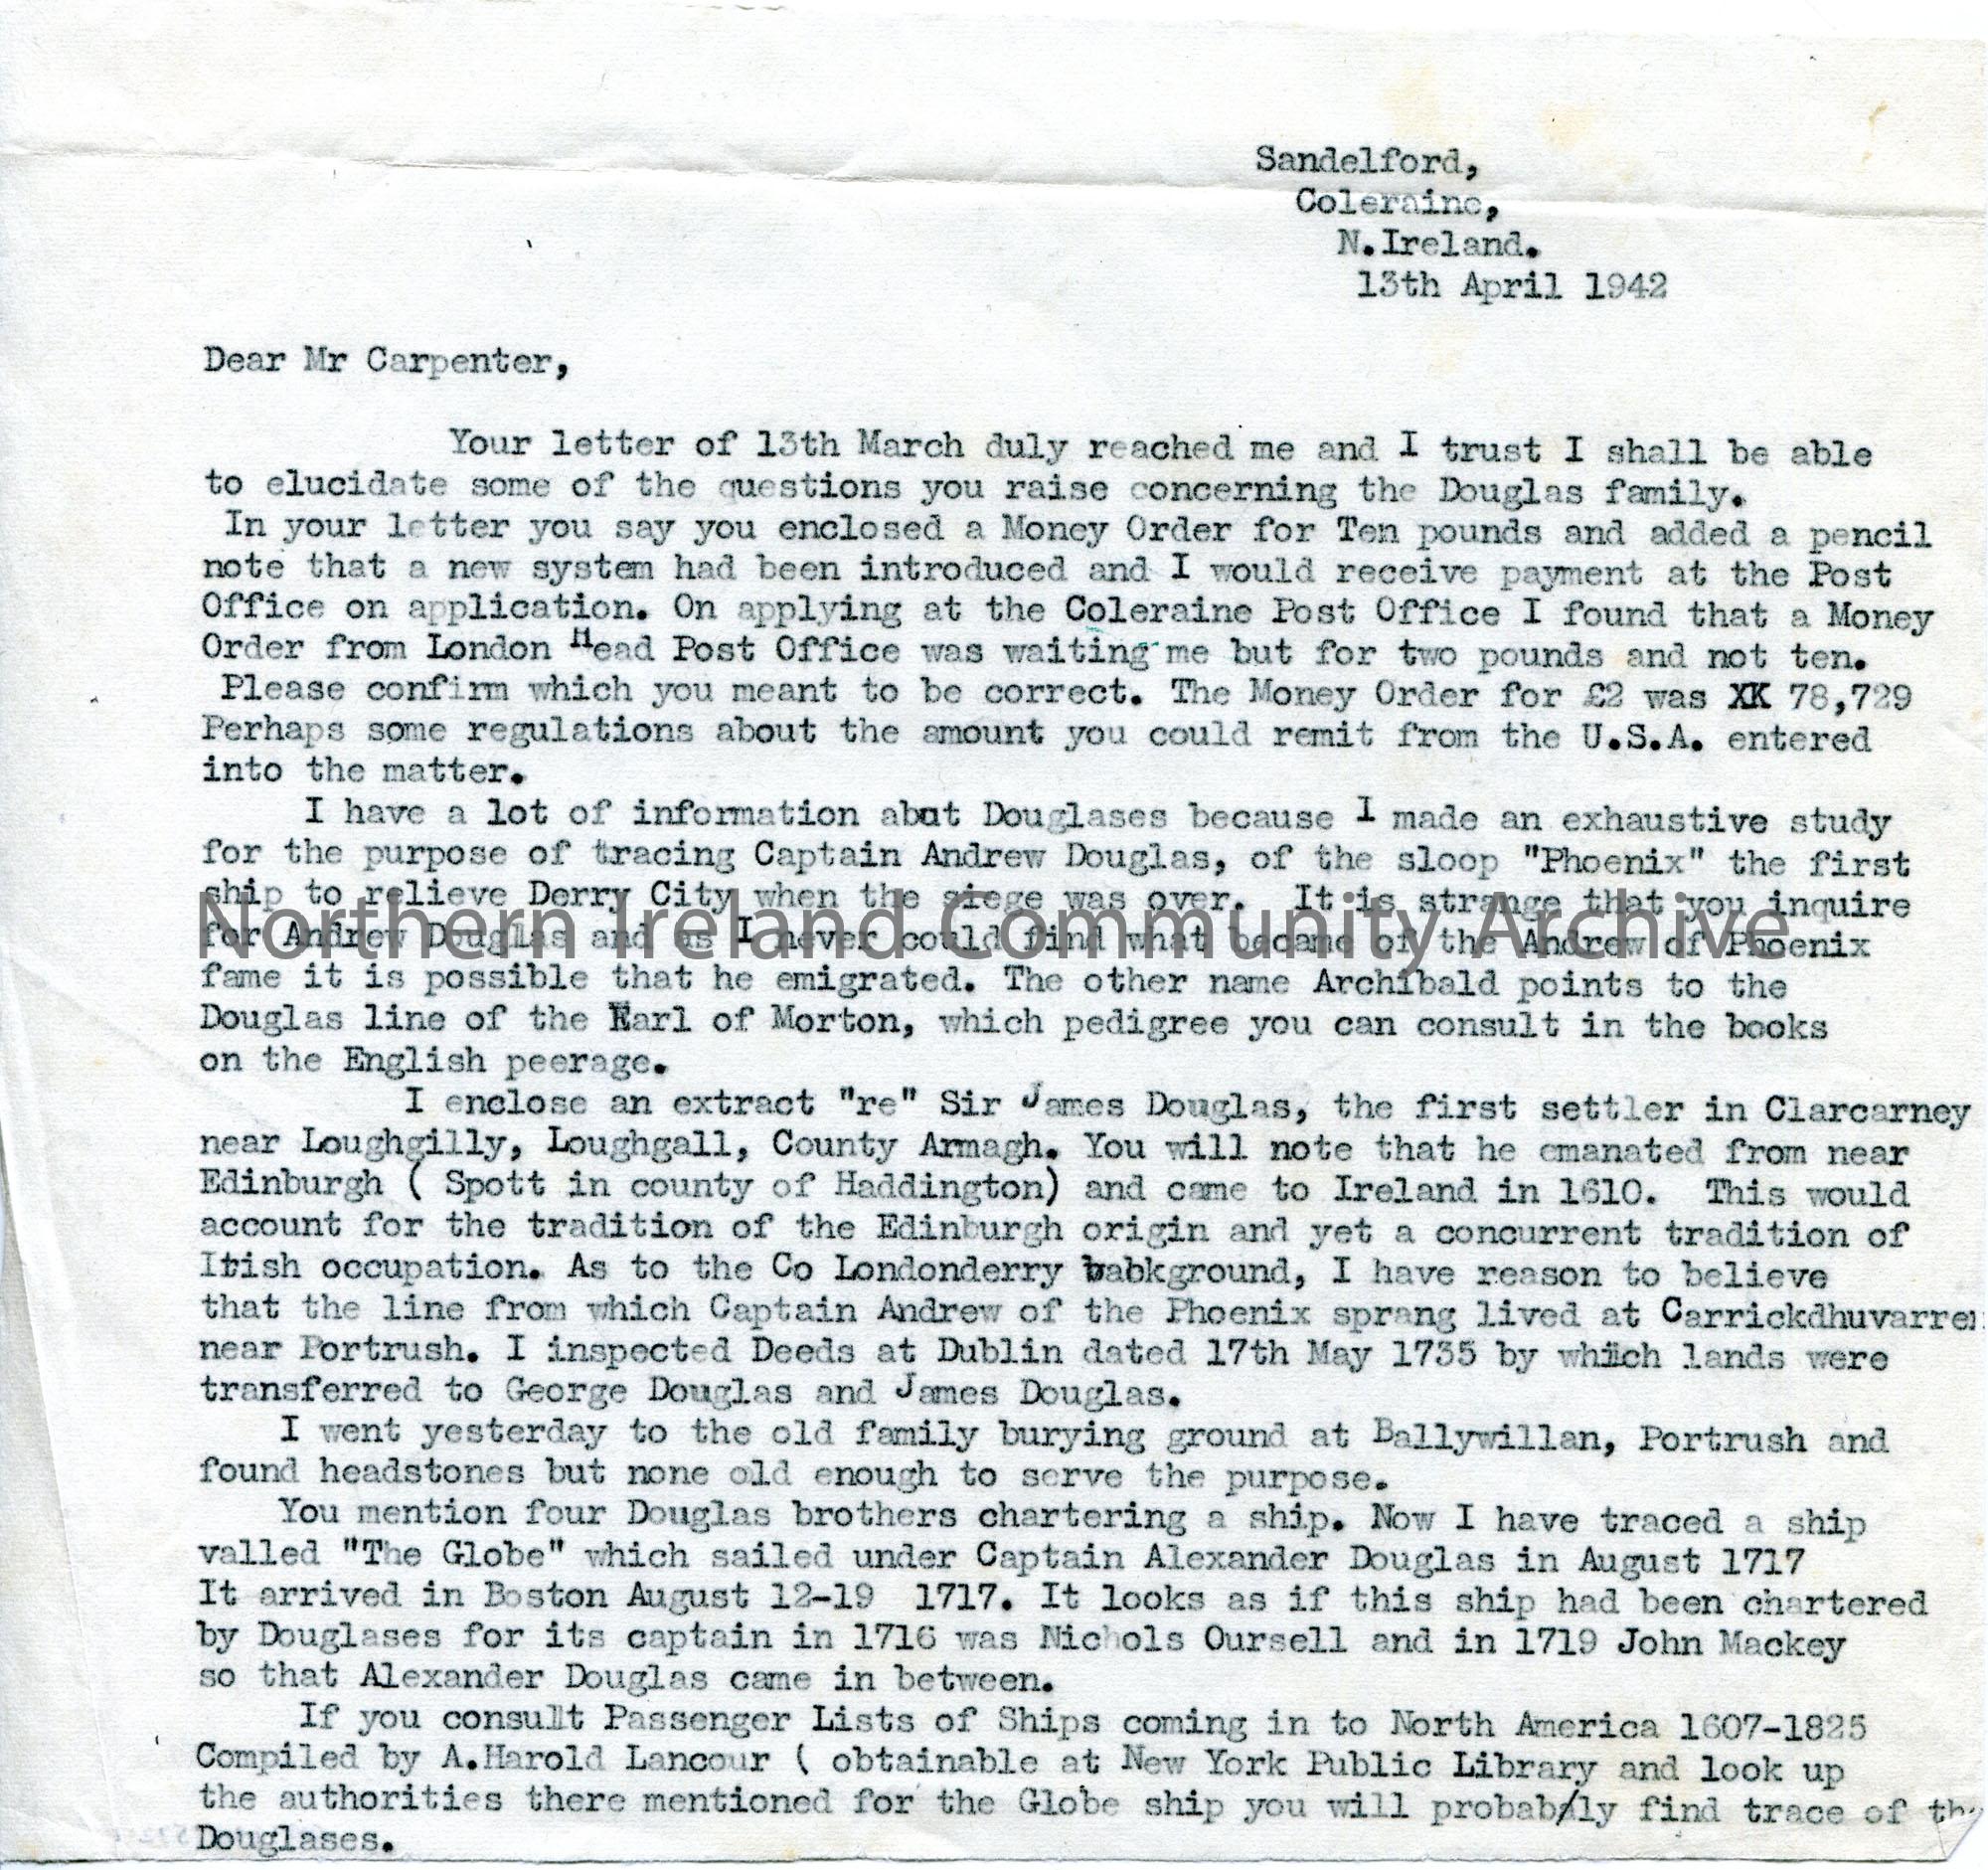 Sandelford,
Coleraine,
N.Ireland.
13th April 1942
Dear Mr Carpenter,
Your letter of 13th March duly reached me and I trust I shall be able
to elucidate some of the questions you raise concerning the Douglas family.
In your letter you say you enclosed a Money Order for Ten pounds and added a pencil
note that a new system had been introduced and I would receive payment at the Post
Office on application. On applying at the Coleraine Post Office I found that a Money
Order from London Head Post Office was waiting me but for two pounds and not ten.
Please confirm which you meant to be correct. The Money Order for £2 was XK 78,729
Perhaps some regulations about the amount you could remit from the U.S.A. entered
into the matter.
I have a lot of information abut Douglases because I made an exhaustive study
for the purpose of tracing Captain Andrew Douglas, of the sloop "Phoenix" the first
ship to relieve Derry City when the siege was over. It is strange that you inquire
Northern Ireland Community Archive
for Andrew Douglas and as I never could find what became of the Andrew of Phoenix
fame it is possible that he emigrated. The other name Archibald points to the
Douglas line of the Earl of Morton, which pedigree you can consult in the books
on the English peerage.
I enclose an extract "re" Sir James Douglas, the first settler in Clarcarney
near Loughgilly, Loughgall, County Armagh. You will note that he emanated from near
Edinburgh ( Spott in county of Haddington) and came to Ireland in 1610. This would
account for the tradition of the Edinburgh origin and yet a concurrent tradition of
Irish occupation. As to the Co Londonderry babkground, I have reason to believe
that the line from which Captain Andrew of the Phoenix sprang lived at Carrickdhuvarren
near Portrush. I inspected Deeds at Dublin dated 17th May 1735 by which lands were
transferred to George Douglas and James Douglas.
I went yesterday to the old family burying ground at Ballywillan, Portrush and
found headstones but none old enough to serve the purpose.
You mention four Douglas brothers chartering a ship. Now I have traced a ship
valled "The Globe" which sailed under Captain Alexander Douglas in August 1717
It arrived in Boston August 12-19 1717. It looks as if this ship had been chartered
by Douglases for its captain in 1716 was Nichols Oursell and in 1719 John Mackey
so that Alexander Douglas came in between.
If you consult Passenger Lists of Ships coming in to North America 1607-1825
Compiled by A.Harold Lancour ( obtainable at New York Public Library and look up
the authorities there mentioned for the Globe ship you will probab/ly find trace of the
Douglases.